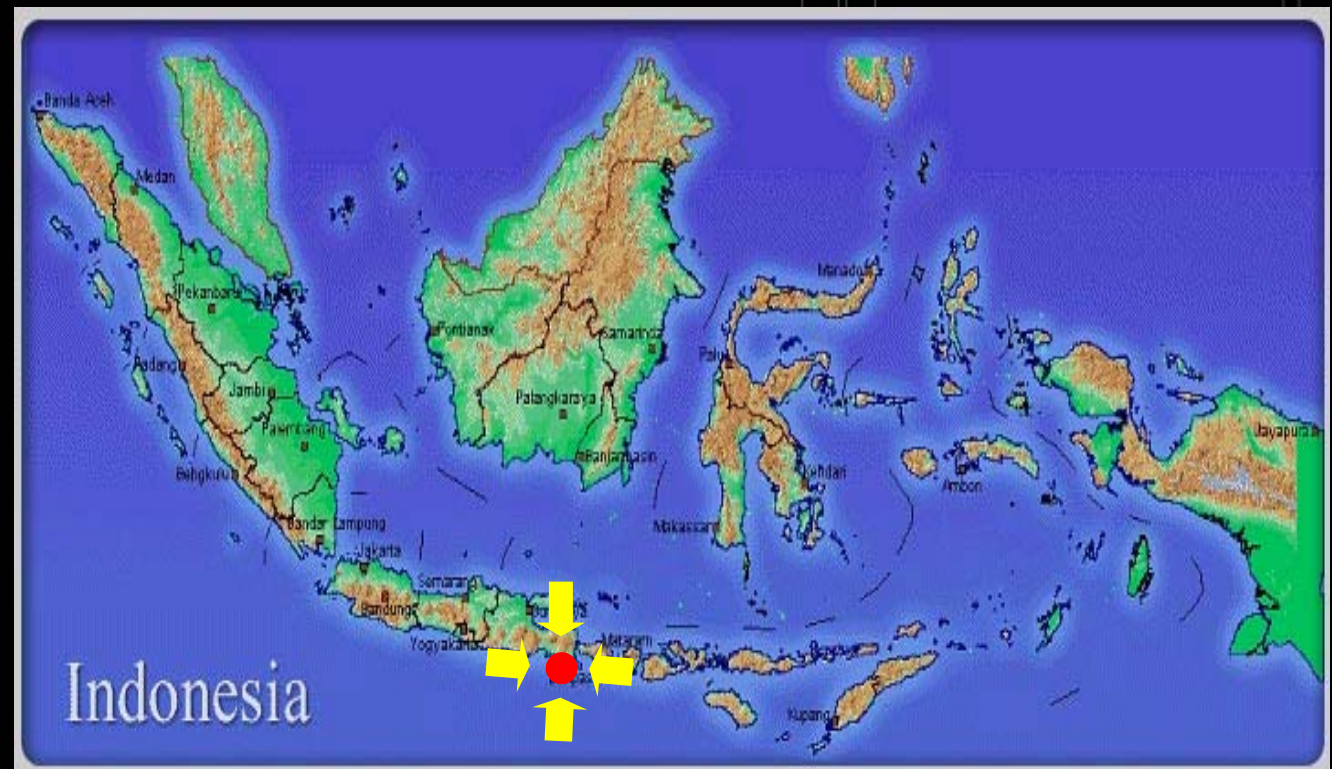 Banda Aceh
Medan
Pekanbaru
Padang
Jambi
Palembang
Bengkulu
Bandar Lampung
Jakarta
Bandung
Semarang
Yogyakarta
Mataram
Kupang
Pontianak
Samarinda
Palangkaraya
Banjarmasin
Manado
Palu
Kendari
Makassar
Ambon
Jayapura
Indonesia